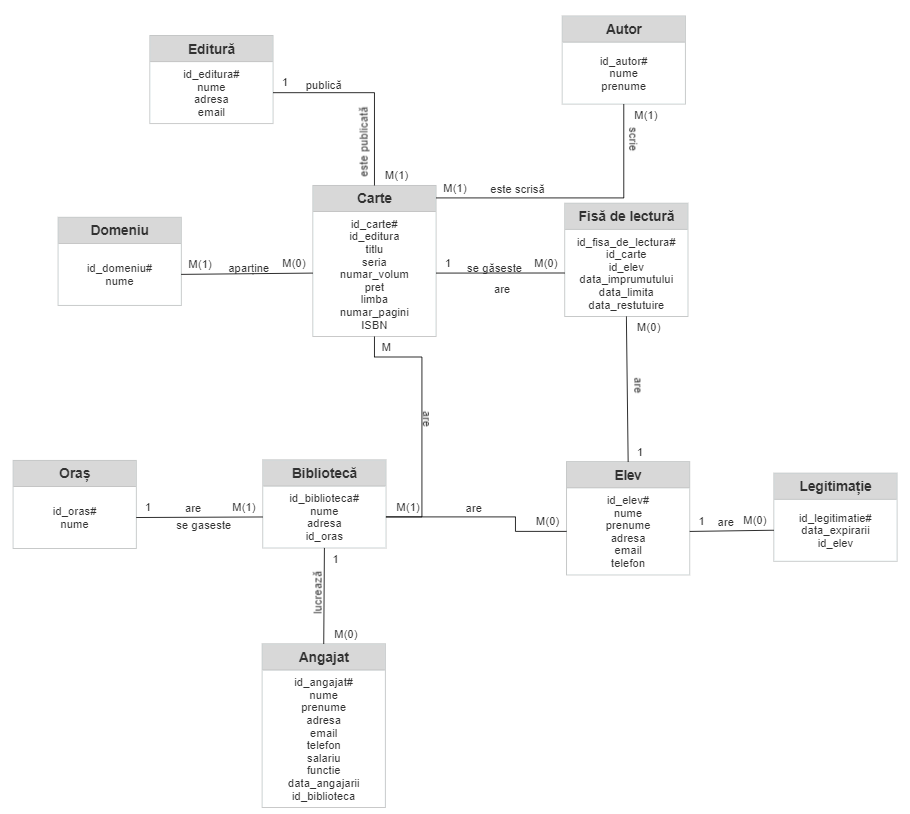 Editură
id_editura#
nume
adresa
email
1
publică
este publicată
M(1)
Autor
id_autor#
nume
prenume
M(1)
scrie
M(1)
este scrisă
Carte
id_carte#
id_editura
titlu
seria
numar_volum
pret
limba
numar_pagini
ISBN
Domeniu
id_domeniu#
nume
M(1)
apartine
M(0)
1
se găseste
M(0)
are
Fisă de lectură
id_fisa_de_lectura#
id_carte
id_elev
data_imprumutului
data_limita
data_restutuire
M(0)
are
1
M
are
Oraș
id_oras#
nume
1
are
M(1)
se gaseste
Bibliotecă
id_biblioteca#
nume
adresa
id_oras
M(1)
are
M(0)
Elev
id_elev#
nume
prenume
adresa
email
telefon
1
are
M(0)
Legitimație
id_legitimatie#
data_expirarii
id_elev
1
lucrează
M(0)
Angajat
id_angajat#
nume
prenume
adresa
email
telefon
salariu
functie
data_angajarii
id_biblioteca